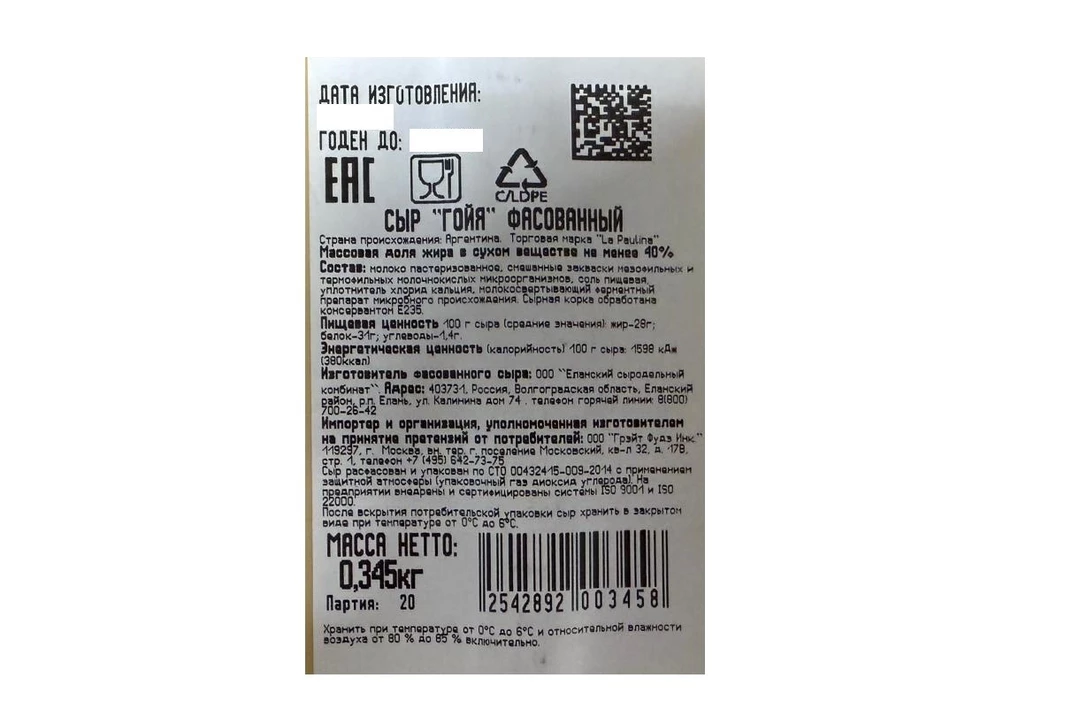 ДАТА ИЗГОТОВЛЕНИЯ:
ГОДЕН ДО:
EAC
C/LDPE
СЫР "ГОЙЯ" ФАСОВАННЫЙ
Страна происхождения: Аргентина. Торговая марка "La Paulina"
Массовая доля жира в сухом веществе не менее 40%
Состав: молоко пастеризованное, смешанные закваски мезофильных и
термофильных молочнокислых микроорганизмов, соль пищевая,
уплотнитель хлорид кальция, молокосвертывающий ферментный
препарат микробного происхождения. Сырная корка обработана
консервантом Е235.
Пищевая ценность 100 г сыра (средние значения): жир-28г;
белок-31г; углеводы-1,4г.
Энергетическая ценность (калорийность) 100 г сыра: 1598 кДж
(380ккал)
Изготовитель фасованного сыра: ООО ``Еланский сыродельный
комбинат``. Адрес: 403731, Россия, Волгоградская область, Еланский
район, р.п. Елань, ул. Калинина дом 74 . телефон горячей линии: 8(800)
700-26-42
Импортер и организация, уполномоченная изготовителем
на принятие претензий от потребителей: ООО "Грэйт Фудз Инк."
119297, г. Москва, вн. тер. г. поселение Московский, кв-л 32, д. 17В,
стр. 1, телефон +7 (495) 642-73-75
Сыр расфасован и упакован по СТО 00432415-009-2014 с применением
защитной атмосферы (упаковочный газ диоксид углерода). На
предприятии внедрены и сертифицированы системы ISO 9001 и ISO
22000.
После вскрытия потребительской упаковки сыр хранить в закрытом
виде при температуре от 0°С до 6°С.
МАССА НЕТТО:
0,345кг
Партия: 20
2542892 003458
Хранить при температуре от 0°С до 6°С и относительной влажности
воздуха от 80 % до 85 % включительно.